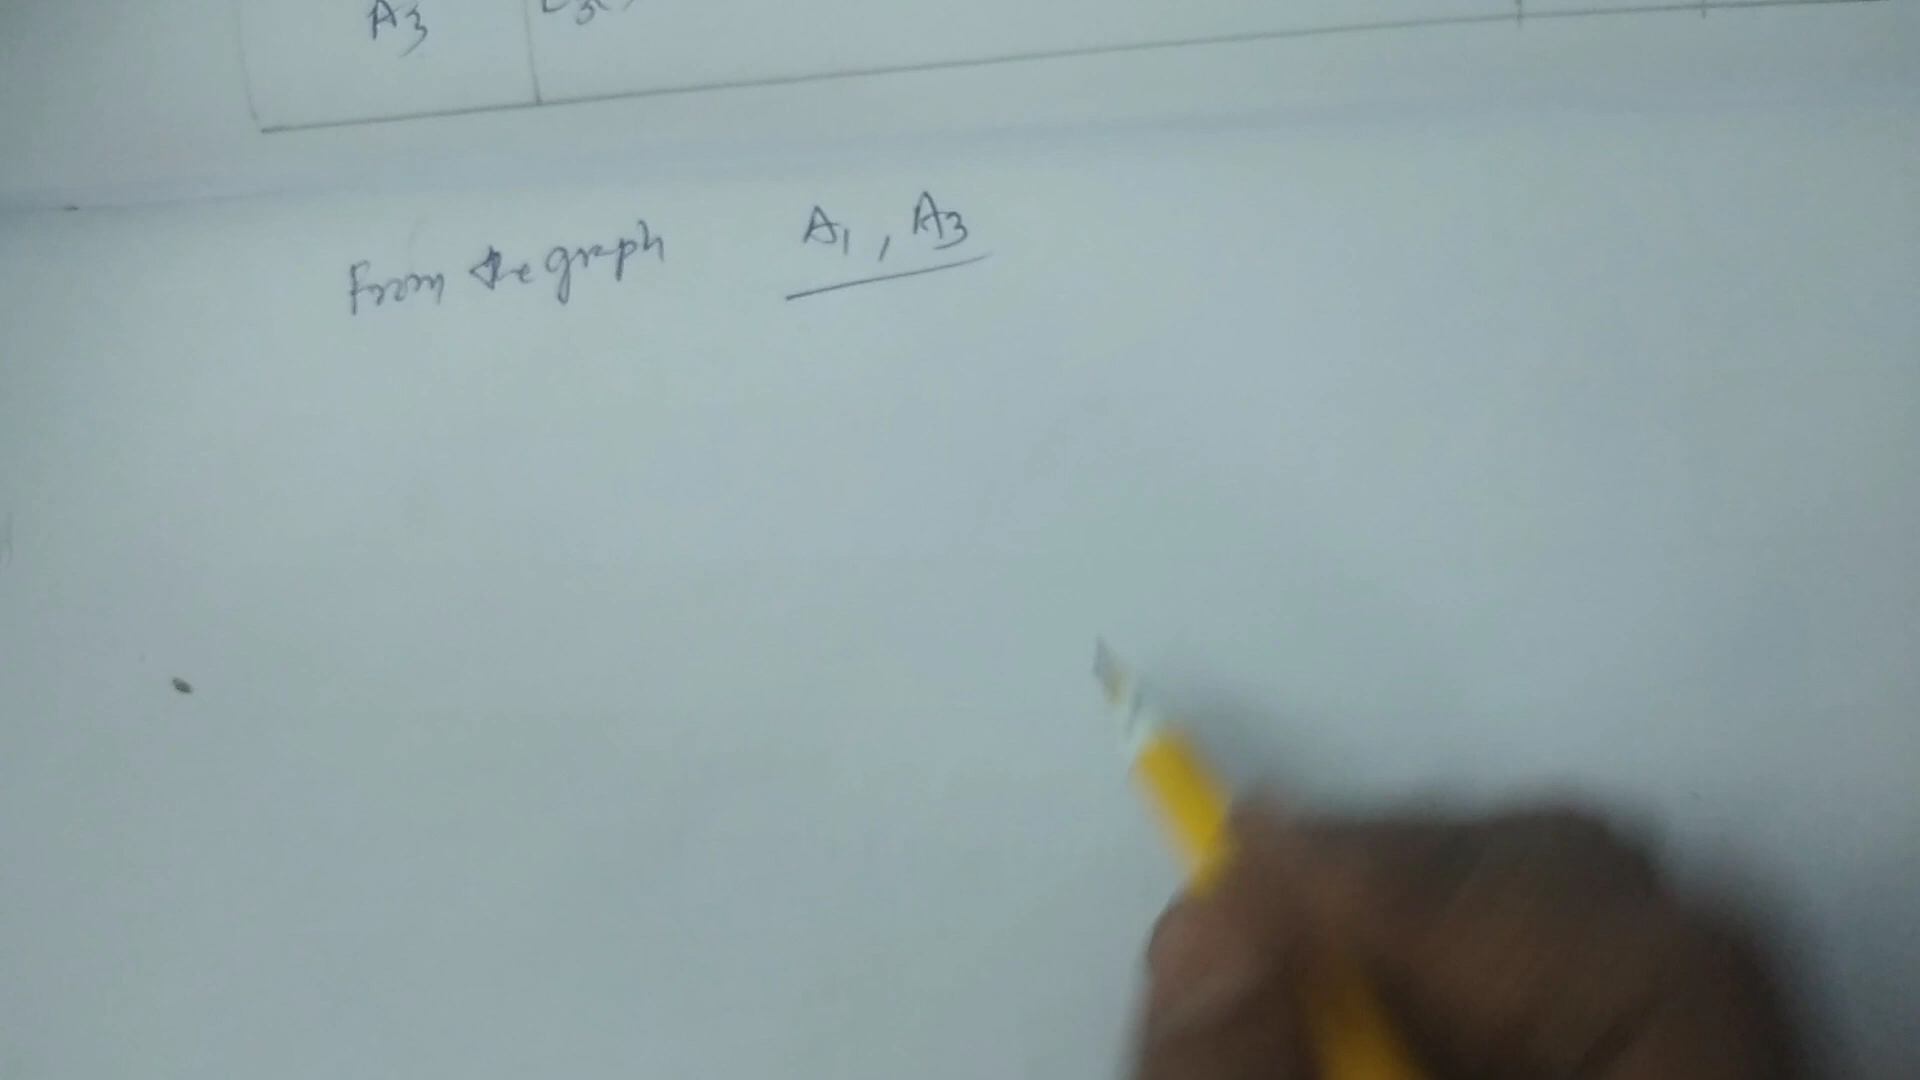 A3
From the graph A1, A3